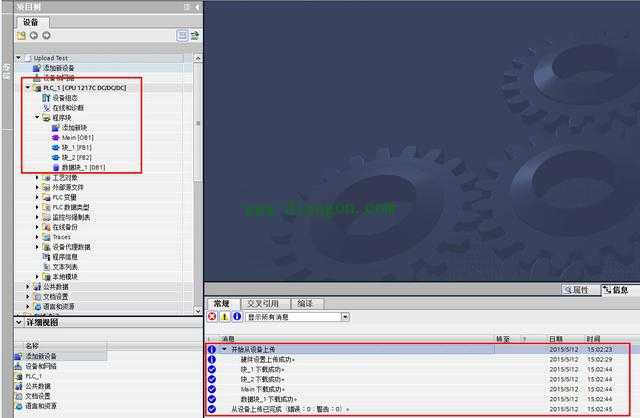 项目树
设备
Upload Test
添加新设备
设备和网络
PLC_1 [CPU 1217C DC/DC/DC]
设备组态
在线和诊断
程序块
添加新块
Main [OB1]
块_1 [FB1]
块_2 [FB2]
数据块_1 [DB1]
工艺对象
外部源文件
PLC 变量
PLC 数据类型
监控与强制表
在线备份
Traces
设备代理数据
程序信息
文本列表
本地模块
公共数据
文档设置
语言和资源
详细视图
名称
添加新设备
设备和网络
PLC_1
公共数据
文档设置
语言和资源
www.diangon.com
属性
信息
常规 交叉引用 编译
显示所有消息
! 消息 转至 ? 日期 时间
开始从设备上传 2015/5/12 15:02:23
硬件设置上传成功。 2015/5/12 15:02:29
块_1 下载成功。 2015/5/12 15:02:44
块_2 下载成功。 2015/5/12 15:02:44
Main 下载成功。 2015/5/12 15:02:44
数据块_1 下载成功。 2015/5/12 15:02:44
从设备上传已完成（错误：0；警告：0）。 2015/5/12 15:02:45